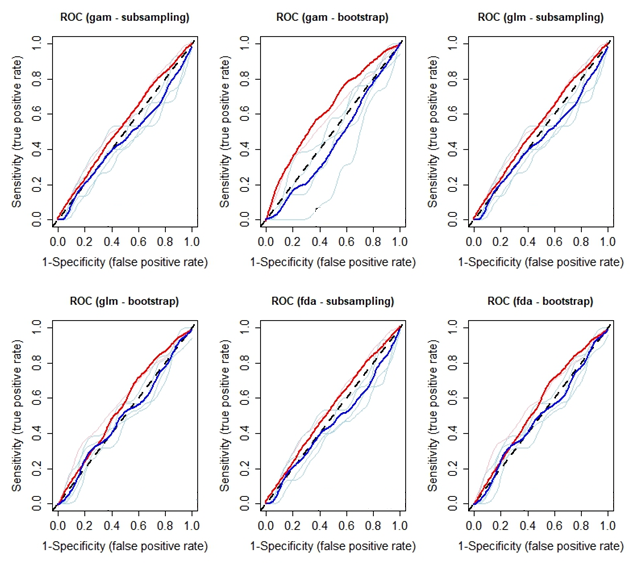 ROC (gam - subsampling)
Sensitivity (true positive rate)
0.0 0.2 0.4 0.6 0.8 1.0
0.0 0.2 0.4 0.6 0.8 1.0
1-Specificity (false positive rate)
ROC (gam - bootstrap)
Sensitivity (true positive rate)
0.0 0.2 0.4 0.6 0.8 1.0
0.0 0.2 0.4 0.6 0.8 1.0
1-Specificity (false positive rate)
ROC (glm - subsampling)
Sensitivity (true positive rate)
0.0 0.2 0.4 0.6 0.8 1.0
0.0 0.2 0.4 0.6 0.8 1.0
1-Specificity (false positive rate)
ROC (glm - bootstrap)
Sensitivity (true positive rate)
0.0 0.2 0.4 0.6 0.8 1.0
0.0 0.2 0.4 0.6 0.8 1.0
1-Specificity (false positive rate)
ROC (fda - subsampling)
Sensitivity (true positive rate)
0.0 0.2 0.4 0.6 0.8 1.0
0.0 0.2 0.4 0.6 0.8 1.0
1-Specificity (false positive rate)
ROC (fda - bootstrap)
Sensitivity (true positive rate)
0.0 0.2 0.4 0.6 0.8 1.0
0.0 0.2 0.4 0.6 0.8 1.0
1-Specificity (false positive rate)